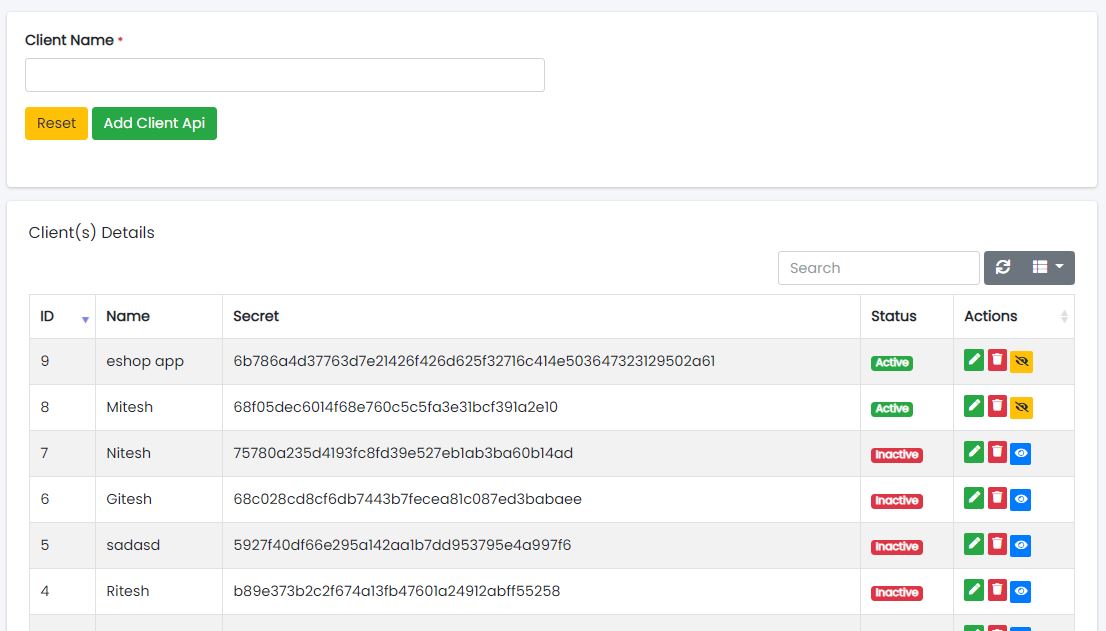 Client Name *
Reset Add Client Api
Client(s) Details
Search
ID Name Secret Status Actions
9 eshop app 6b786a4d37763d7e21426f426d625f32716c414e503647323129502a61 Active
8 Mitesh 68f05dec6014f68e760c5c5fa3e31bcf391a2e10 Active
7 Nitesh 75780a235d4193fc8fd39e527eb1ab3ba60b14ad Inactive
6 Gitesh 68c028cd8cf6db7443b7fecea81c087ed3babaee Inactive
5 sadasd 5927f40df66e295a142aa1b7dd953795e4a997f6 Inactive
4 Ritesh b89e373b2c2f674a13fb47601a24912abff55258 Inactive